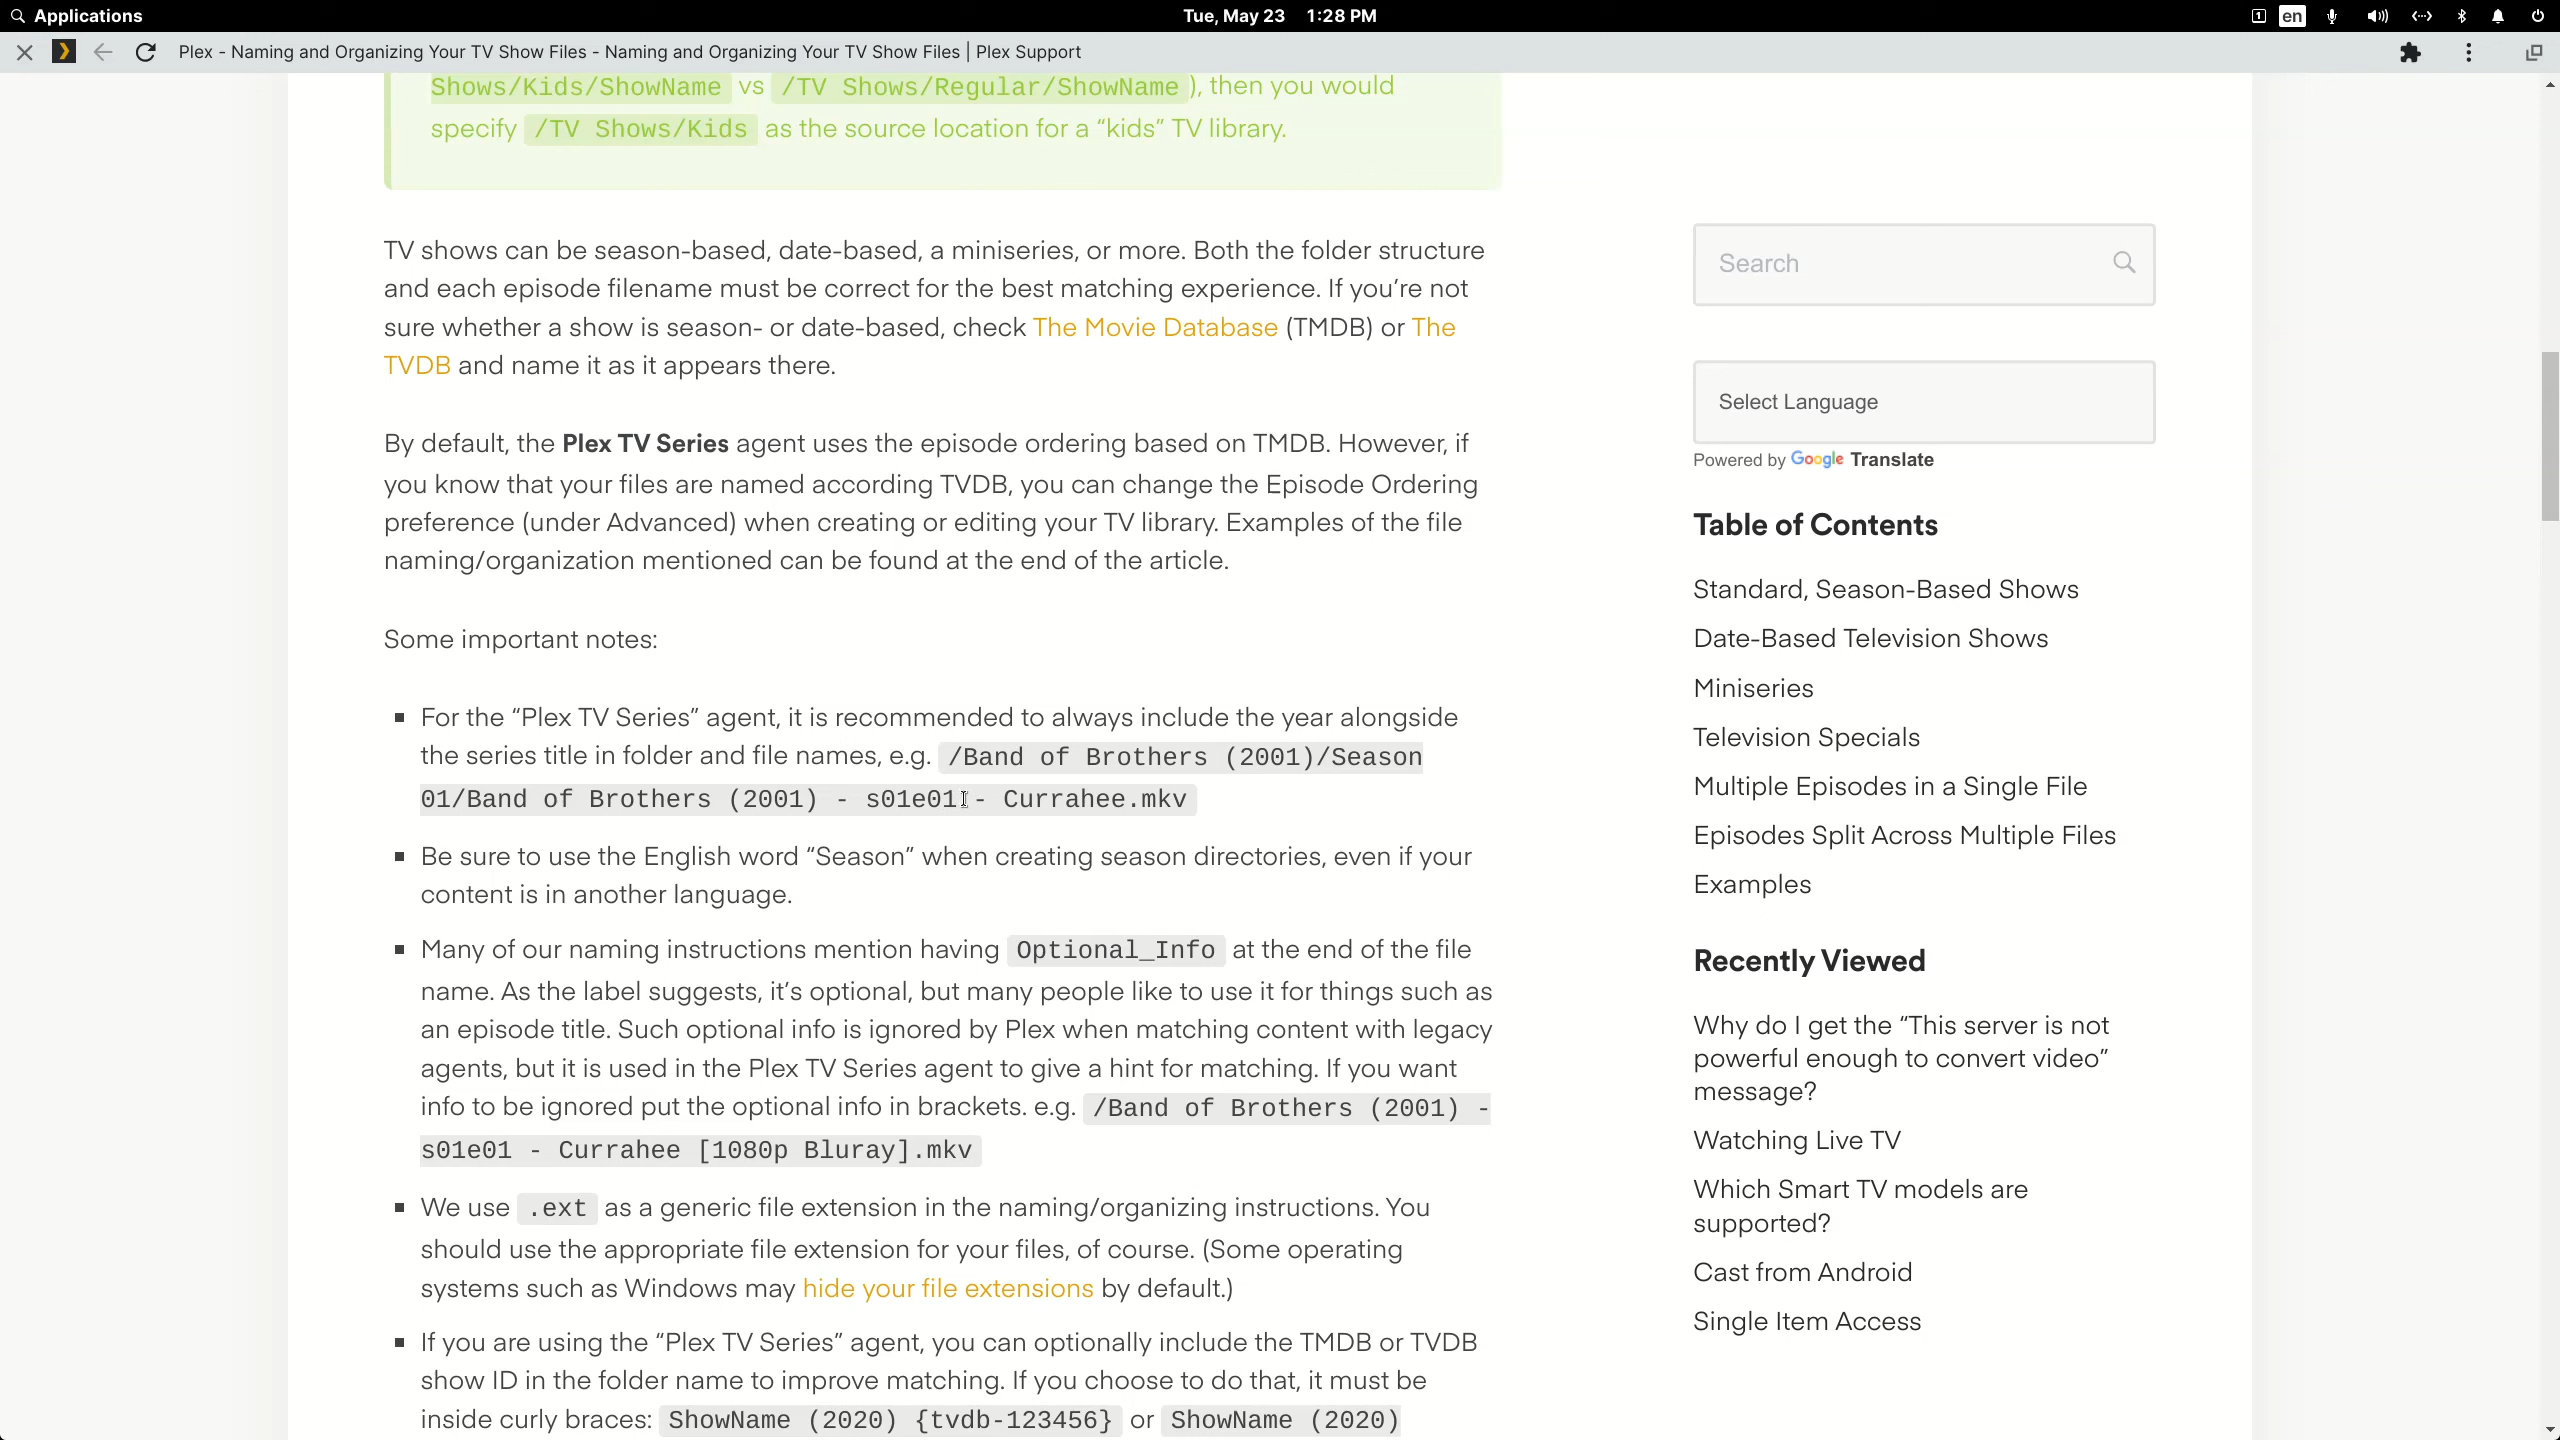 Applications
Tue, May 23 1:28 PM
1 en
Plex - Naming and Organizing Your TV Show Files - Naming and Organizing Your TV Show Files | Plex Support
Shows/Kids/ShowName vs /TV Shows/Regular/ShowName ), then you would
specify /TV Shows/Kids as the source location for a “kids” TV library.
TV shows can be season-based, date-based, a miniseries, or more. Both the folder structure
and each episode filename must be correct for the best matching experience. If you’re not
sure whether a show is season- or date-based, check The Movie Database (TMDB) or The
TVDB and name it as it appears there.
By default, the Plex TV Series agent uses the episode ordering based on TMDB. However, if
you know that your files are named according TVDB, you can change the Episode Ordering
preference (under Advanced) when creating or editing your TV library. Examples of the file
naming/organization mentioned can be found at the end of the article.
Some important notes:
For the “Plex TV Series” agent, it is recommended to always include the year alongside
the series title in folder and file names, e.g. /Band of Brothers (2001)/Season
01/Band of Brothers (2001) - s01e01 - Currahee.mkv
Be sure to use the English word “Season” when creating season directories, even if your
content is in another language.
Many of our naming instructions mention having Optional_Info at the end of the file
name. As the label suggests, it’s optional, but many people like to use it for things such as
an episode title. Such optional info is ignored by Plex when matching content with legacy
agents, but it is used in the Plex TV Series agent to give a hint for matching. If you want
info to be ignored put the optional info in brackets. e.g. /Band of Brothers (2001) -
s01e01 - Currahee [1080p Bluray].mkv
We use .ext as a generic file extension in the naming/organizing instructions. You
should use the appropriate file extension for your files, of course. (Some operating
systems such as Windows may hide your file extensions by default.)
If you are using the “Plex TV Series” agent, you can optionally include the TMDB or TVDB
show ID in the folder name to improve matching. If you choose to do that, it must be
inside curly braces: ShowName (2020) {tvdb-123456} or ShowName (2020)
Search
Select Language
Powered by Google Translate
Table of Contents
Standard, Season-Based Shows
Date-Based Television Shows
Miniseries
Television Specials
Multiple Episodes in a Single File
Episodes Split Across Multiple Files
Examples
Recently Viewed
Why do I get the “This server is not
powerful enough to convert video”
message?
Watching Live TV
Which Smart TV models are
supported?
Cast from Android
Single Item Access